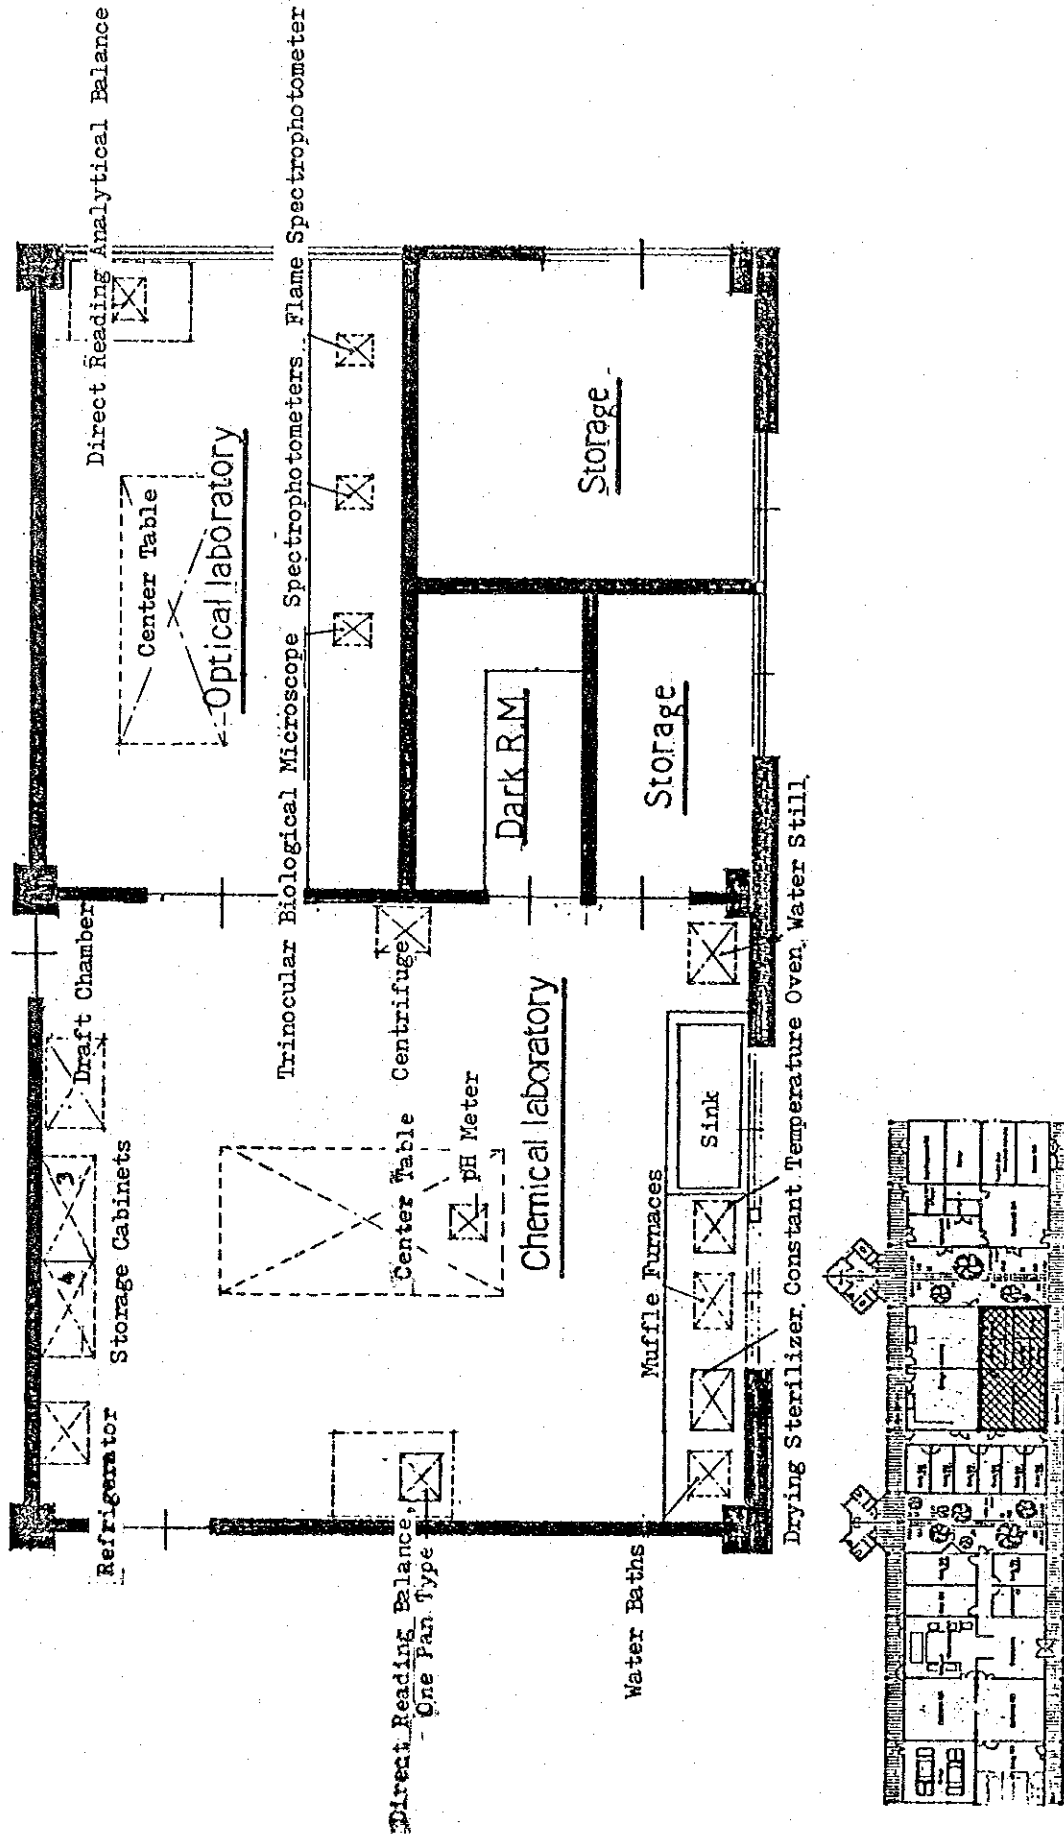 Direct Reading Analytical Balance
Center Table
Optical laboratory
Trinocular Biological Microscope
Spectrophotometers
Flame Spectrophotometer
Storage
Dark R.M.
Storage
Draft Chamber
3
4
Storage Cabinets
Refrigerator
Centrifuge
Center Table
pH Meter
Chemical laboratory
Direct Reading Balance,
One Pan Type
Sink
Muffle Furnaces
Water Baths
Drying Sterilizer, Constant Temperature Oven, Water Still